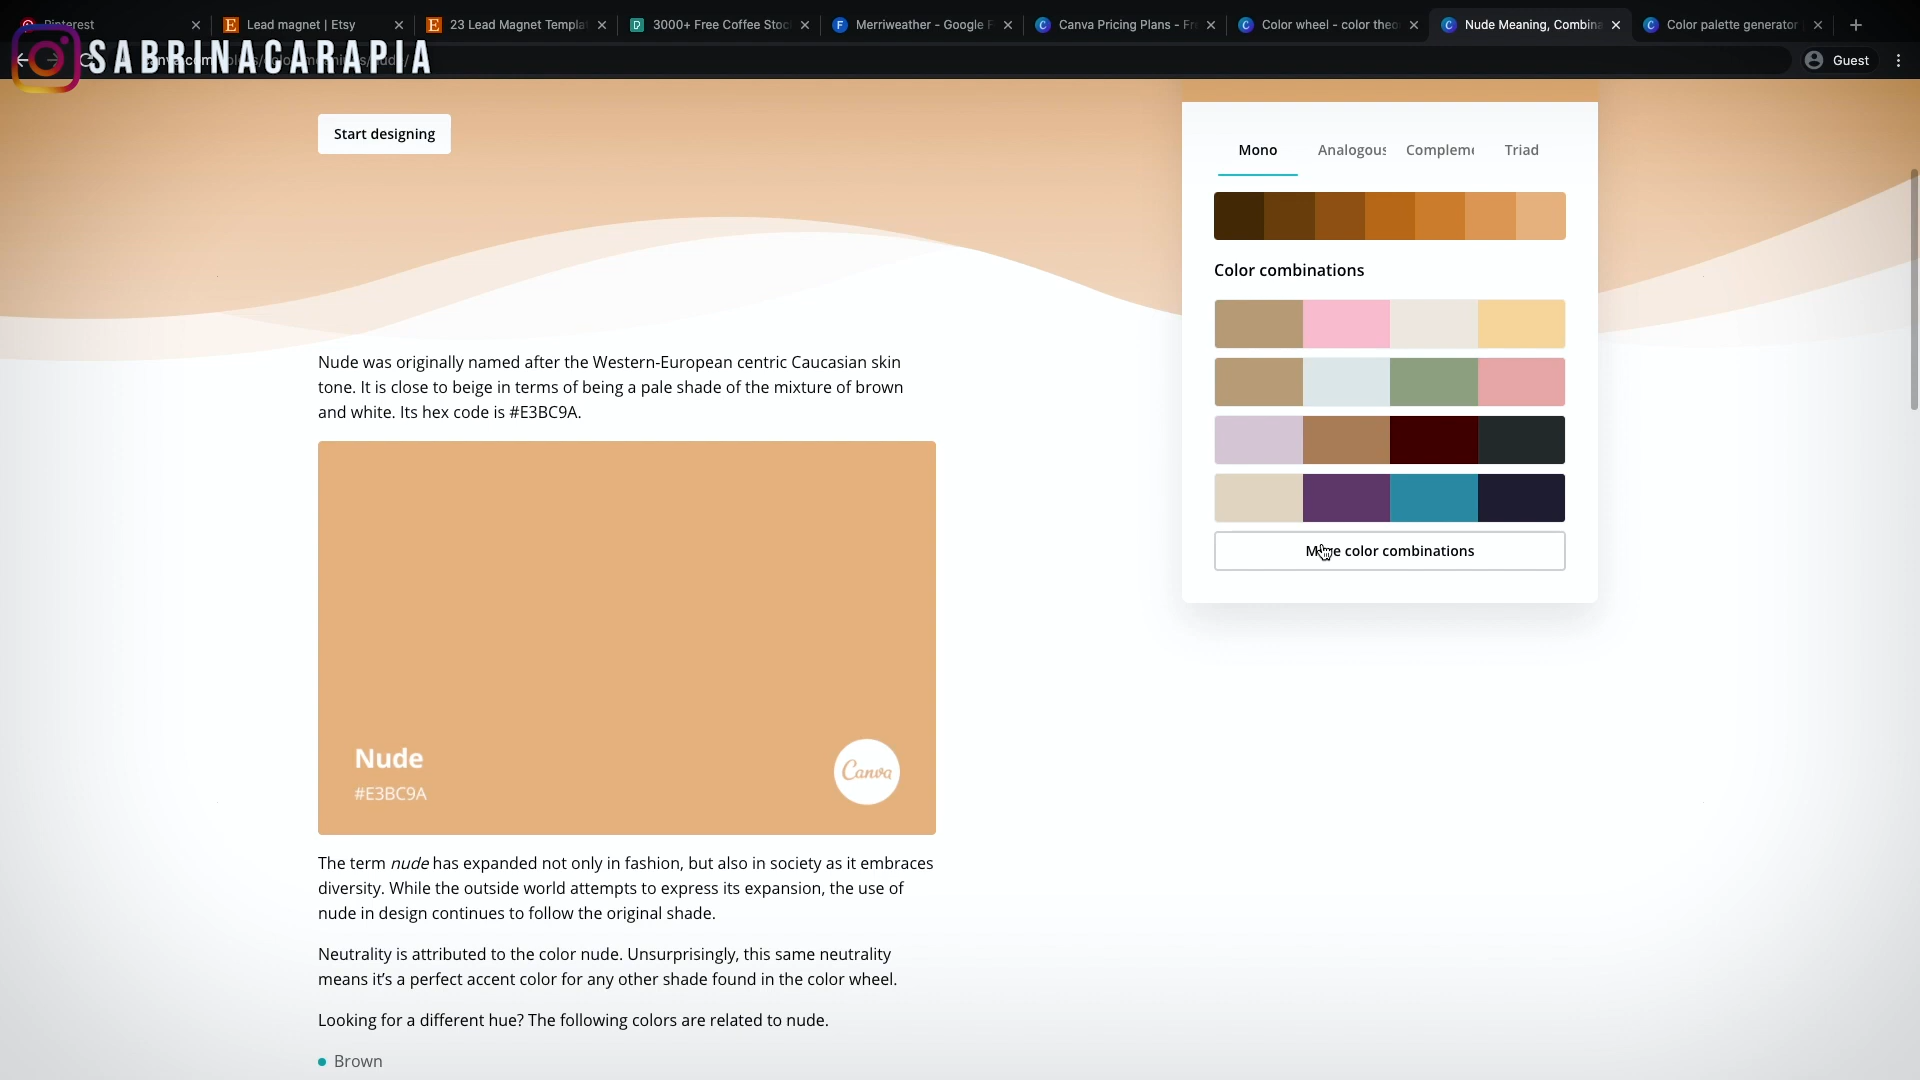 Pinterest
Lead magnet | Etsy
23 Lead Magnet Templa
3000+ Free Coffee Stoc
Merriweather - Google F
Canva Pricing Plans - Fr
Color wheel - color theo
Nude Meaning, Combina
Color palette generator
SABRINACARAPIA
Guest
Start designing
Mono
Analogous
Compleme
Triad
Color combinations
Nude was originally named after the Western-European centric Caucasian skin
tone. It is close to beige in terms of being a pale shade of the mixture of brown
and white. Its hex code is #E3BC9A.
More color combinations
Nude
#E3BC9A
Canva
The term nude has expanded not only in fashion, but also in society as it embraces
diversity. While the outside world attempts to express its expansion, the use of
nude in design continues to follow the original shade.
Neutrality is attributed to the color nude. Unsurprisingly, this same neutrality
means it’s a perfect accent color for any other shade found in the color wheel.
Looking for a different hue? The following colors are related to nude.
Brown